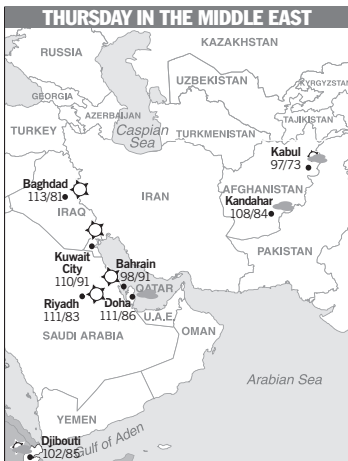 THURSDAY IN THE MIDDLE EAST
KAZAKHSTAN
RUSSIA
UZBEKISTAN
KYRGYZSTAN
GEORGIA
AZERBAIJAN
TAJIKISTAN
TURKEY
Caspian
Sea
TURKMENISTAN
Kabul
97/73
Baghdad
113/81
IRAQ
IRAN
AFGHANISTAN
Kandahar
108/84
PAKISTAN
Kuwait
City
110/91
Bahrain
98/91
QATAR
Riyadh
111/83
Doha
111/86
U.A.E.
SAUDI ARABIA
OMAN
Arabian Sea
YEMEN
Djibouti
102/85
Gulf of Aden